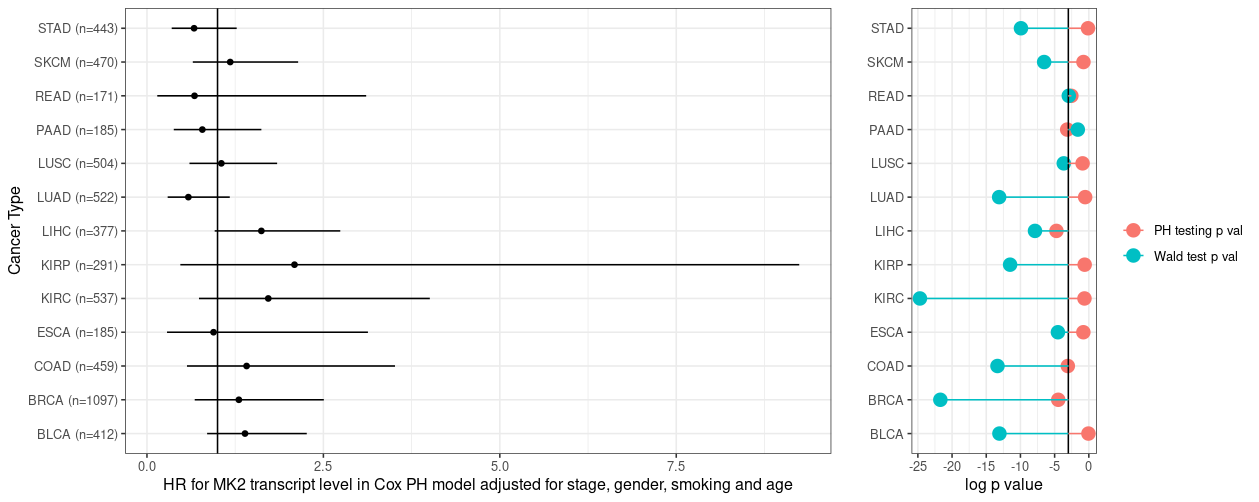 Cancer Type
STAD (n=443)
SKCM (n=470)
READ (n=171)
PAAD (n=185)
LUSC (n=504)
LUAD (n=522)
LIHC (n=377)
KIRP (n=291)
KIRC (n=537)
ESCA (n=185)
COAD (n=459)
BRCA (n=1097)
BLCA (n=412)
0.0 2.5 5.0 7.5
HR for MK2 transcript level in Cox PH model adjusted for stage, gender, smoking and age
STAD
SKCM
READ
PAAD
LUSC
LUAD
LIHC
KIRP
KIRC
ESCA
COAD
BRCA
BLCA
-25 -20 -15 -10 -5 0
log p value
PH testing p val
Wald test p val